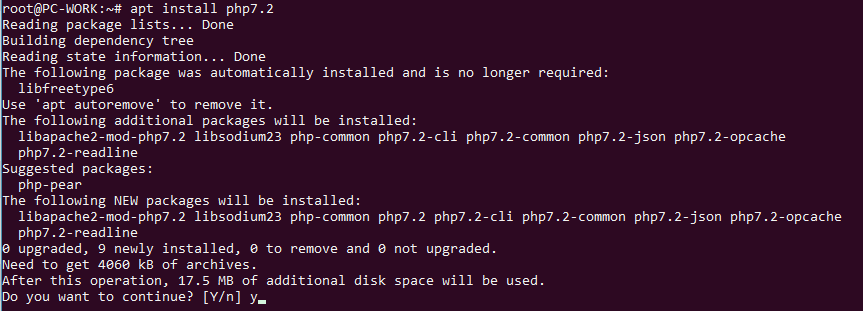 root@PC-WORK:~# apt install php7.2
Reading package lists... Done
Building dependency tree
Reading state information... Done
The following package was automatically installed and is no longer required:
  libfreetype6
Use 'apt autoremove' to remove it.
The following additional packages will be installed:
  libapache2-mod-php7.2 libsodium23 php-common php7.2-cli php7.2-common php7.2-json php7.2-opcache
  php7.2-readline
Suggested packages:
  php-pear
The following NEW packages will be installed:
  libapache2-mod-php7.2 libsodium23 php-common php7.2 php7.2-cli php7.2-common php7.2-json php7.2-opcache
  php7.2-readline
0 upgraded, 9 newly installed, 0 to remove and 0 not upgraded.
Need to get 4060 kB of archives.
After this operation, 17.5 MB of additional disk space will be used.
Do you want to continue? [Y/n] y